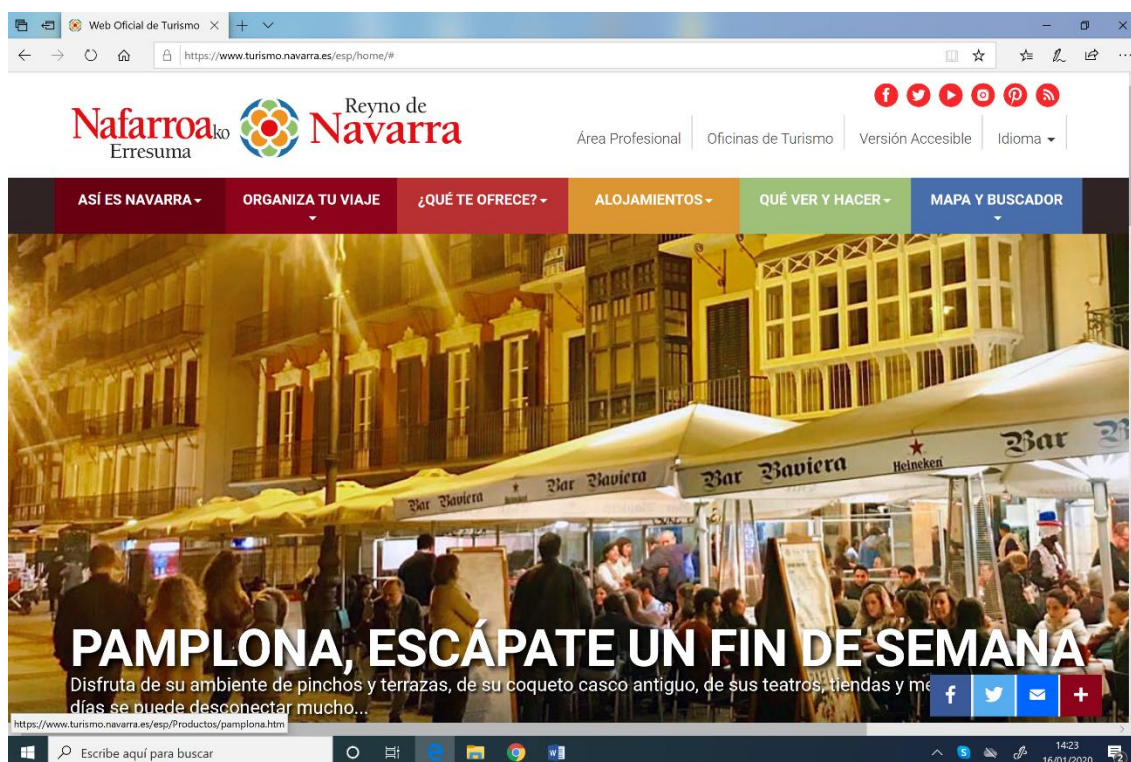 Web Oficial de Turismo
https://www.turismo.navarra.es/esp/home/#
Nafarroako
Erresuma
Reyno de
Navarra
Área Profesional
Oficinas de Turismo
Versión Accesible
Idioma
ASÍ ES NAVARRA
ORGANIZA TU VIAJE
¿QUÉ TE OFRECE?
ALOJAMIENTOS
QUÉ VER Y HACER
MAPA Y BUSCADOR
Bar Baviera
Bar Baviera
Bar Baviera
Heineken
Bar
PAMPLONA, ESCÁPATE UN FIN DE SEMANA
Disfruta de su ambiente de pinchos y terrazas, de su coqueto casco antiguo, de sus teatros, tiendas y
días se puede desconectar mucho...
https://www.turismo.navarra.es/esp/Productos/pamplona.htm
Escribe aquí para buscar
14:23
16/01/2020